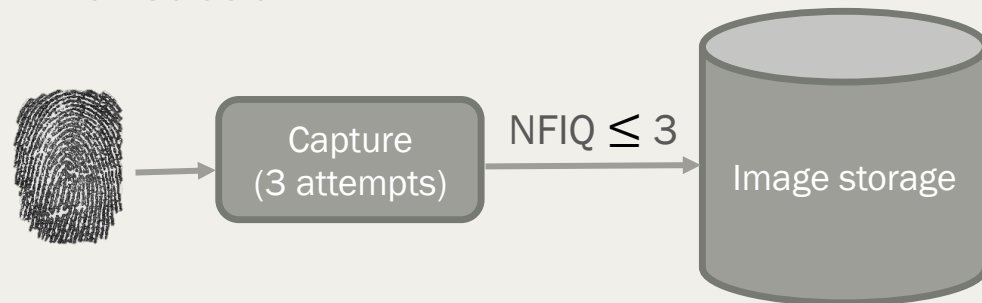 Capture
(3 attempts)
NFIQ ≤ 3
Image storage